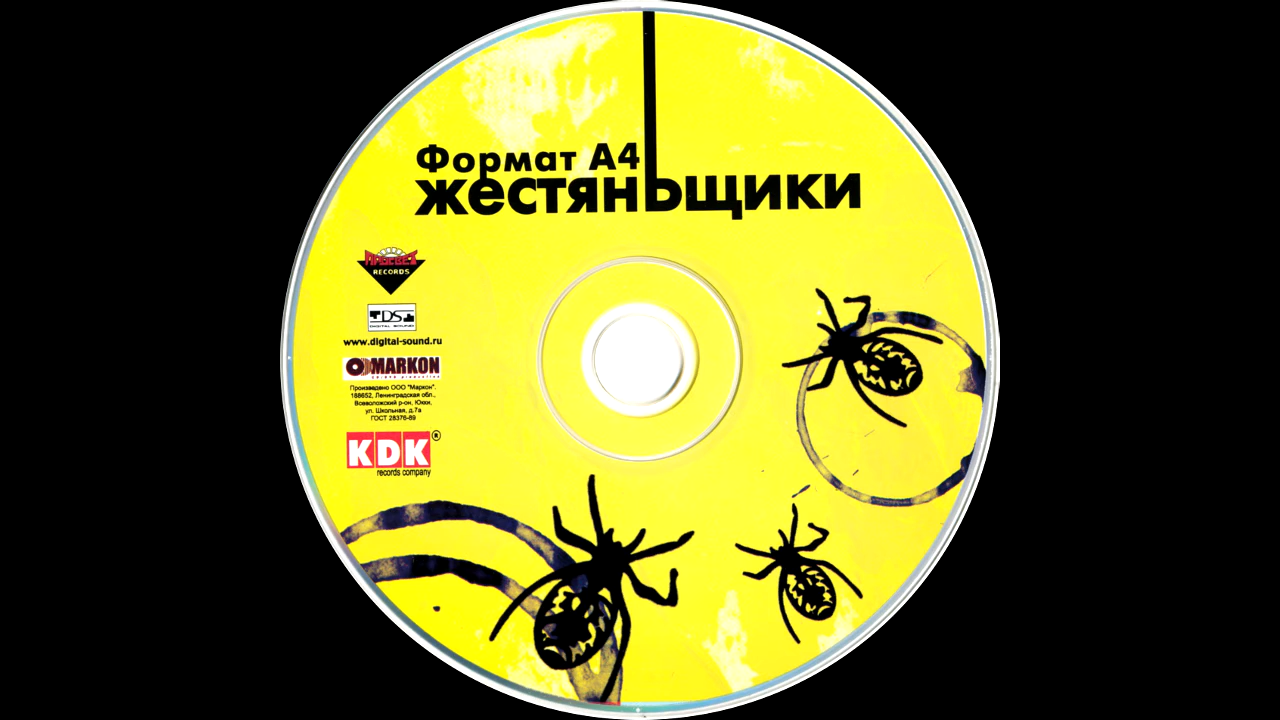 Формат А4
жестяньщики
RECORDS
TDS
DIGITAL SOUND
www.digital-sound.ru
MARKON
Произведено ООО "Маркон".
188652, Ленинградская обл.,
Всеволожский р-он, Юкки,
ул. Школьная, д.7а
ГОСТ 28376-89
KDK®
records company